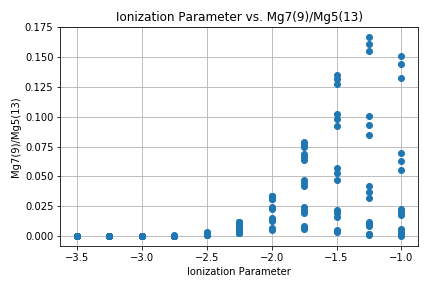 Ionization Parameter vs. Mg7(9)/Mg5(13)
0.175
0.150
0.125
0.100
0.075
0.050
0.025
0.000
Mg7(9)/Mg5(13)
−3.5 −3.0 −2.5 −2.0 −1.5 −1.0
Ionization Parameter